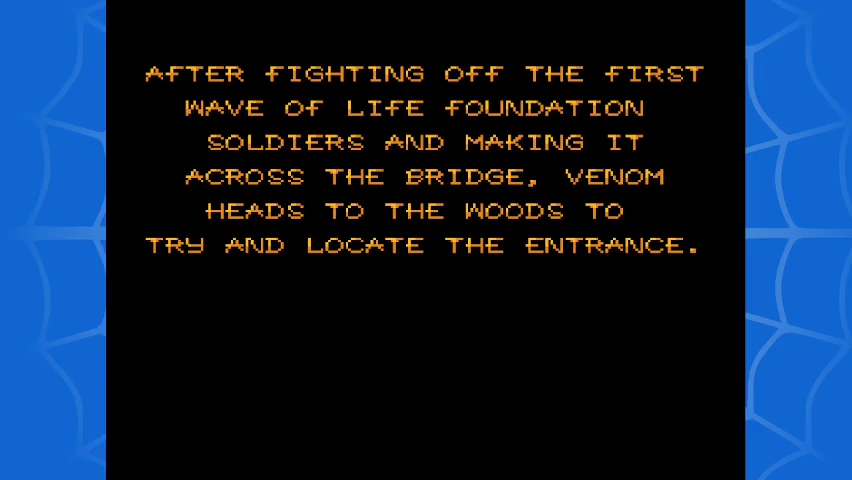 AFTER FIGHTING OFF THE FIRST
WAVE OF LIFE FOUNDATION
SOLDIERS AND MAKING IT
ACROSS THE BRIDGE, VENOM
HEADS TO THE WOODS TO
TRY AND LOCATE THE ENTRANCE.